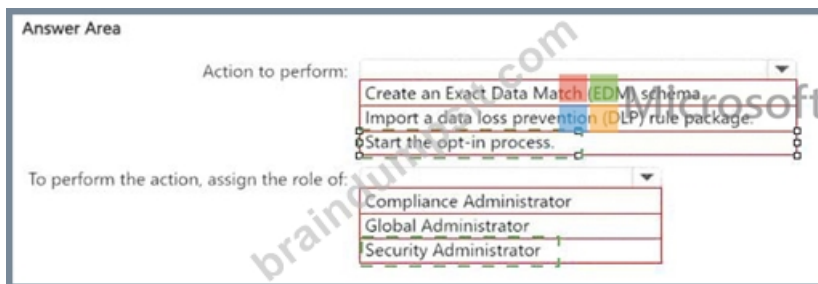 Answer Area
Action to perform:
Create an Exact Data Match (EDM) schema.
Import a data loss prevention (DLP) rule package.
Start the opt-in process.
To perform the action, assign the role of:
Compliance Administrator
Global Administrator
Security Administrator
Microsoft
braindumpsit.com